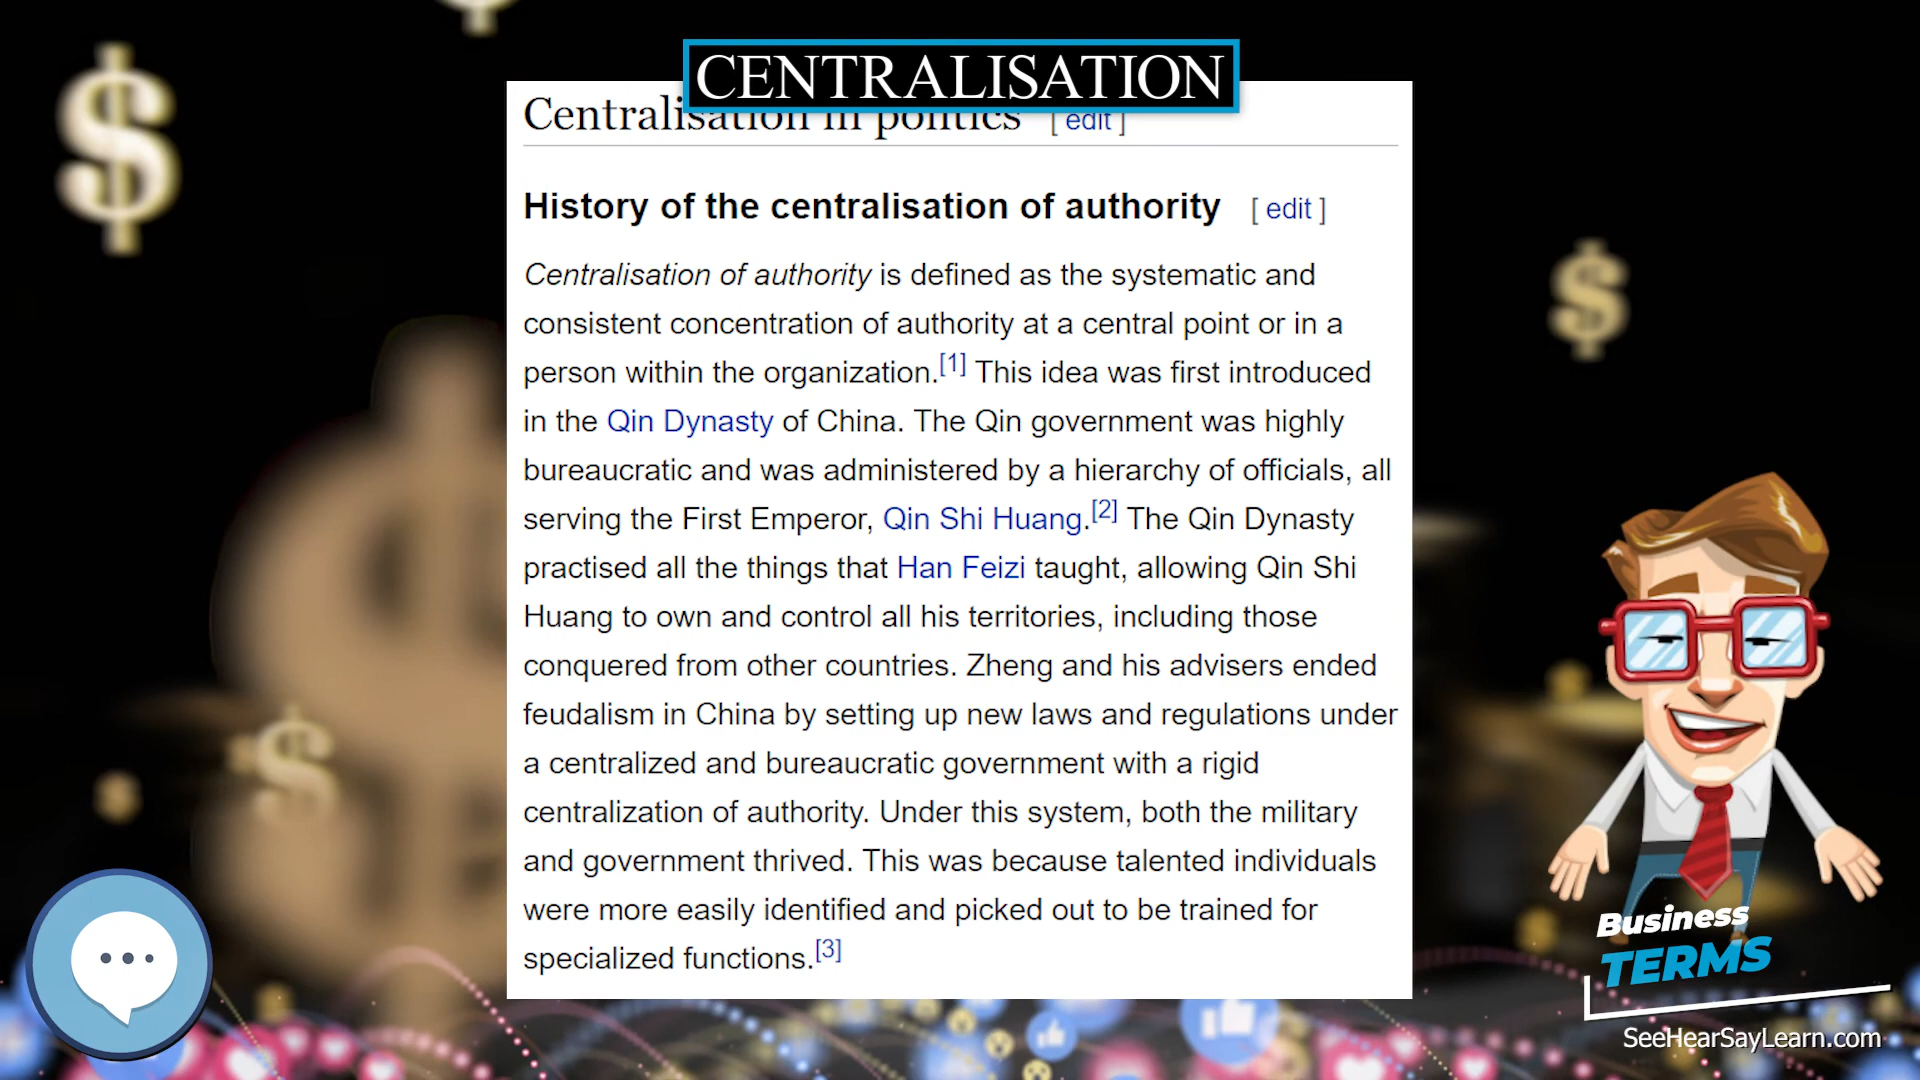 CENTRALISATION
Centralisation in politics [ edit ]
History of the centralisation of authority [ edit ]
Centralisation of authority is defined as the systematic and
consistent concentration of authority at a central point or in a
person within the organization.[1] This idea was first introduced
in the Qin Dynasty of China. The Qin government was highly
bureaucratic and was administered by a hierarchy of officials, all
serving the First Emperor, Qin Shi Huang.[2] The Qin Dynasty
practised all the things that Han Feizi taught, allowing Qin Shi
Huang to own and control all his territories, including those
conquered from other countries. Zheng and his advisers ended
feudalism in China by setting up new laws and regulations under
a centralized and bureaucratic government with a rigid
centralization of authority. Under this system, both the military
and government thrived. This was because talented individuals
were more easily identified and picked out to be trained for
specialized functions.[3]
Business
TERMS
SeeHearSayLearn.com